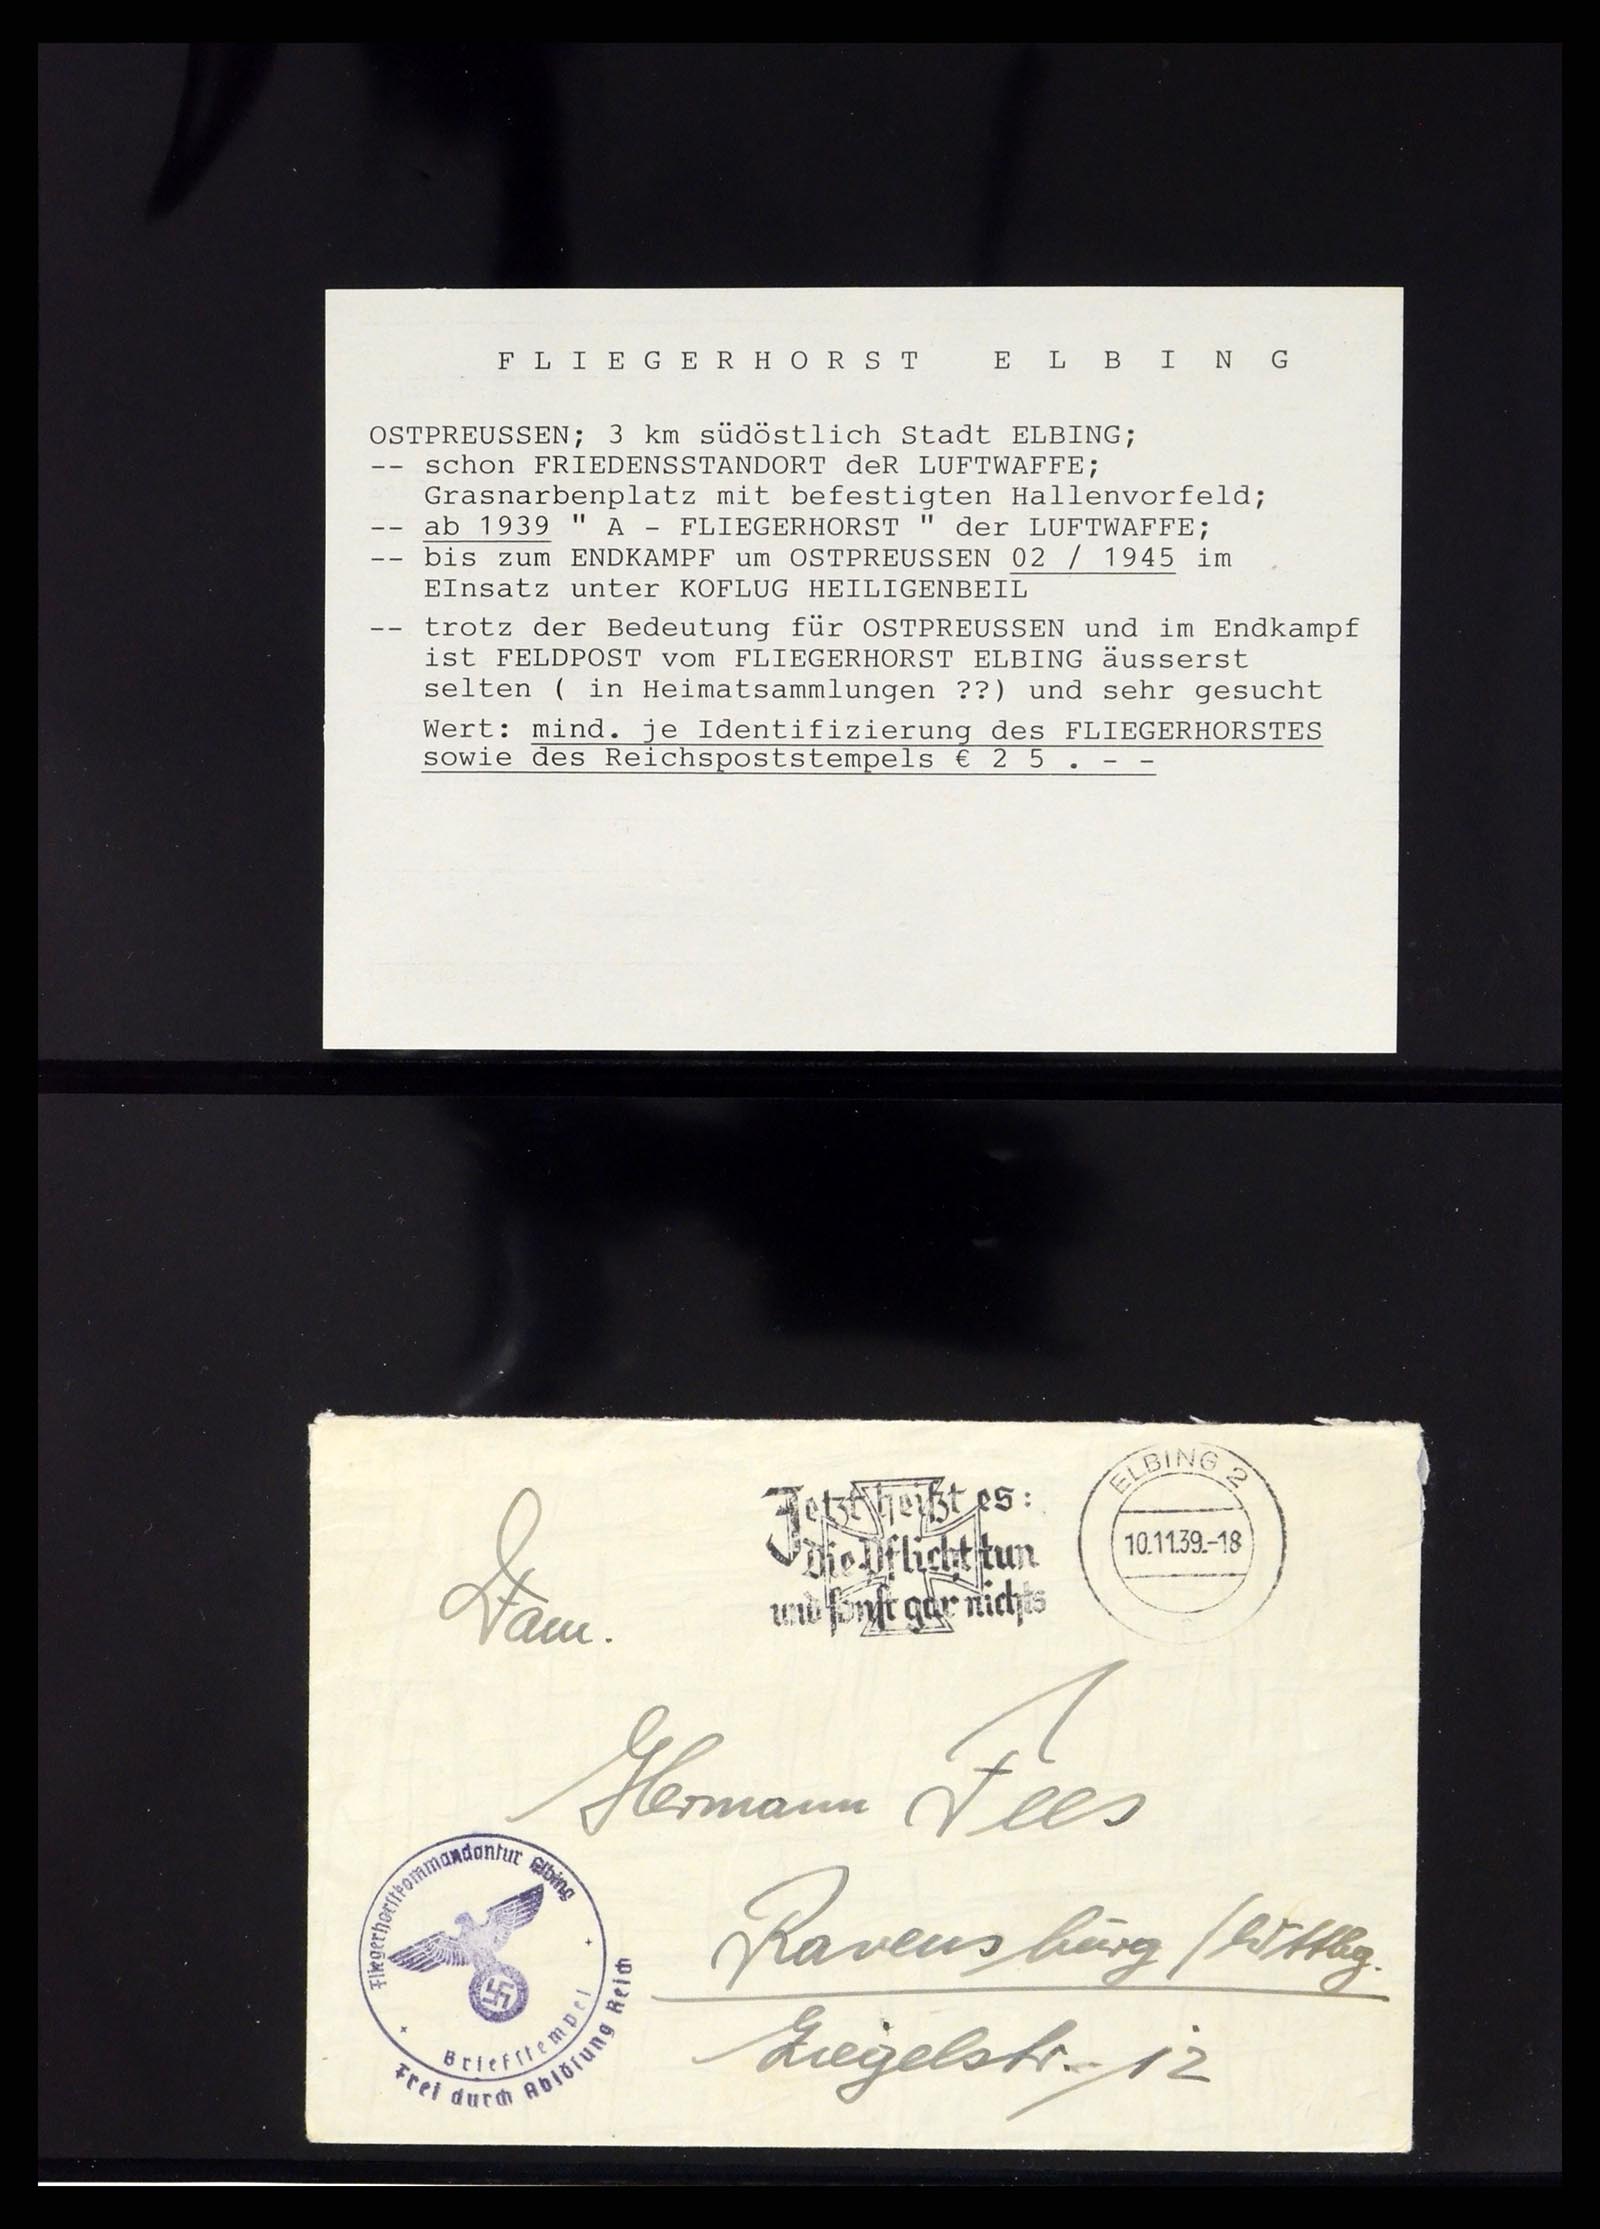 FLIEGERHORST ELBING
OSTPREUSSEN; 3 km südöstlich Stadt ELBING;
-- schon FRIEDENSSTANDORT deR LUFTWAFFE;
Grasnarbenplatz mit befestigten Hallenvorfeld;
-- ab 1939 " A - FLIEGERHORST " der LUFTWAFFE;
-- bis zum ENDKAMPF um OSTPREUSSEN 02 / 1945 im
EInsatz unter KOFLUG HEILIGENBEIL
-- trotz der Bedeutung für OSTPREUSSEN und im Endkampf
ist FELDPOST vom FLIEGERHORST ELBING äusserst
selten ( in Heimatsammlungen ??) und sehr gesucht
Wert: mind. je Identifizierung des FLIEGERHORSTES
sowie des Reichspoststempels € 2 5 . - -
ELBING 2
10.11.39.-18
Jetzt heißt es:
die Pflicht tun
und sonst gar nichts
Fam.
Hermann Fees
Ravensburg / Wttbg.
Ziegelstr. 12
Fliegerhorstkommandantur Elbing
Briefstempel
Frei durch Ablösung Reich